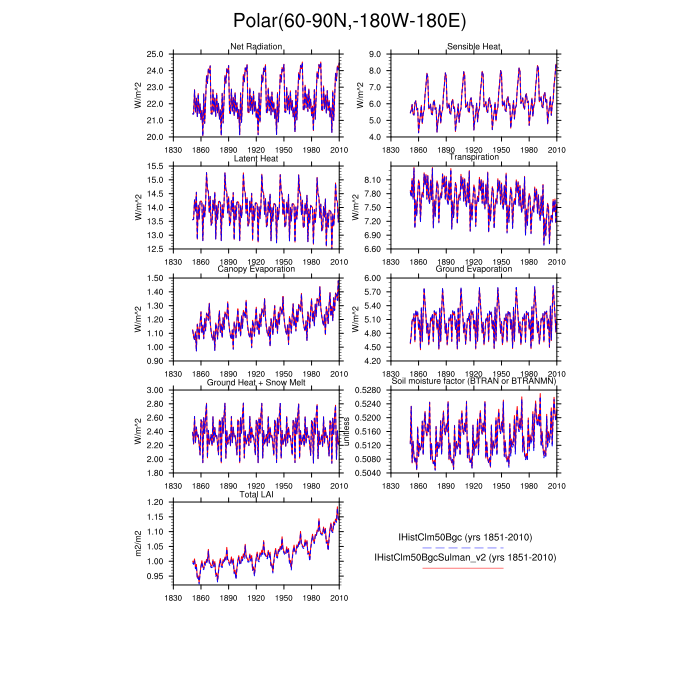 Polar(60-90N,-180W-180E)
Net Radiation
W/m^2
25.0
24.0
23.0
22.0
21.0
20.0
1830 1860 1890 1920 1950 1980 2010
Sensible Heat
W/m^2
9.0
8.0
7.0
6.0
5.0
4.0
1830 1860 1890 1920 1950 1980 2010
Latent Heat
W/m^2
15.5
15.0
14.5
14.0
13.5
13.0
12.5
1830 1860 1890 1920 1950 1980 2010
Transpiration
W/m^2
8.10
7.80
7.50
7.20
6.90
6.60
1830 1860 1890 1920 1950 1980 2010
Canopy Evaporation
W/m^2
1.50
1.40
1.30
1.20
1.10
1.00
0.90
1830 1860 1890 1920 1950 1980 2010
Ground Evaporation
W/m^2
6.00
5.70
5.40
5.10
4.80
4.50
4.20
1830 1860 1890 1920 1950 1980 2010
Ground Heat + Snow Melt
W/m^2
3.00
2.80
2.60
2.40
2.20
2.00
1.80
1830 1860 1890 1920 1950 1980 2010
Soil moisture factor (BTRAN or BTRANMN)
unitless
0.5280
0.5240
0.5200
0.5160
0.5120
0.5080
0.5040
1830 1860 1890 1920 1950 1980 2010
Total LAI
m2/m2
1.20
1.15
1.10
1.05
1.00
0.95
1830 1860 1890 1920 1950 1980 2010
IHistClm50Bgc (yrs 1851-2010)
IHistClm50BgcSulman_v2 (yrs 1851-2010)